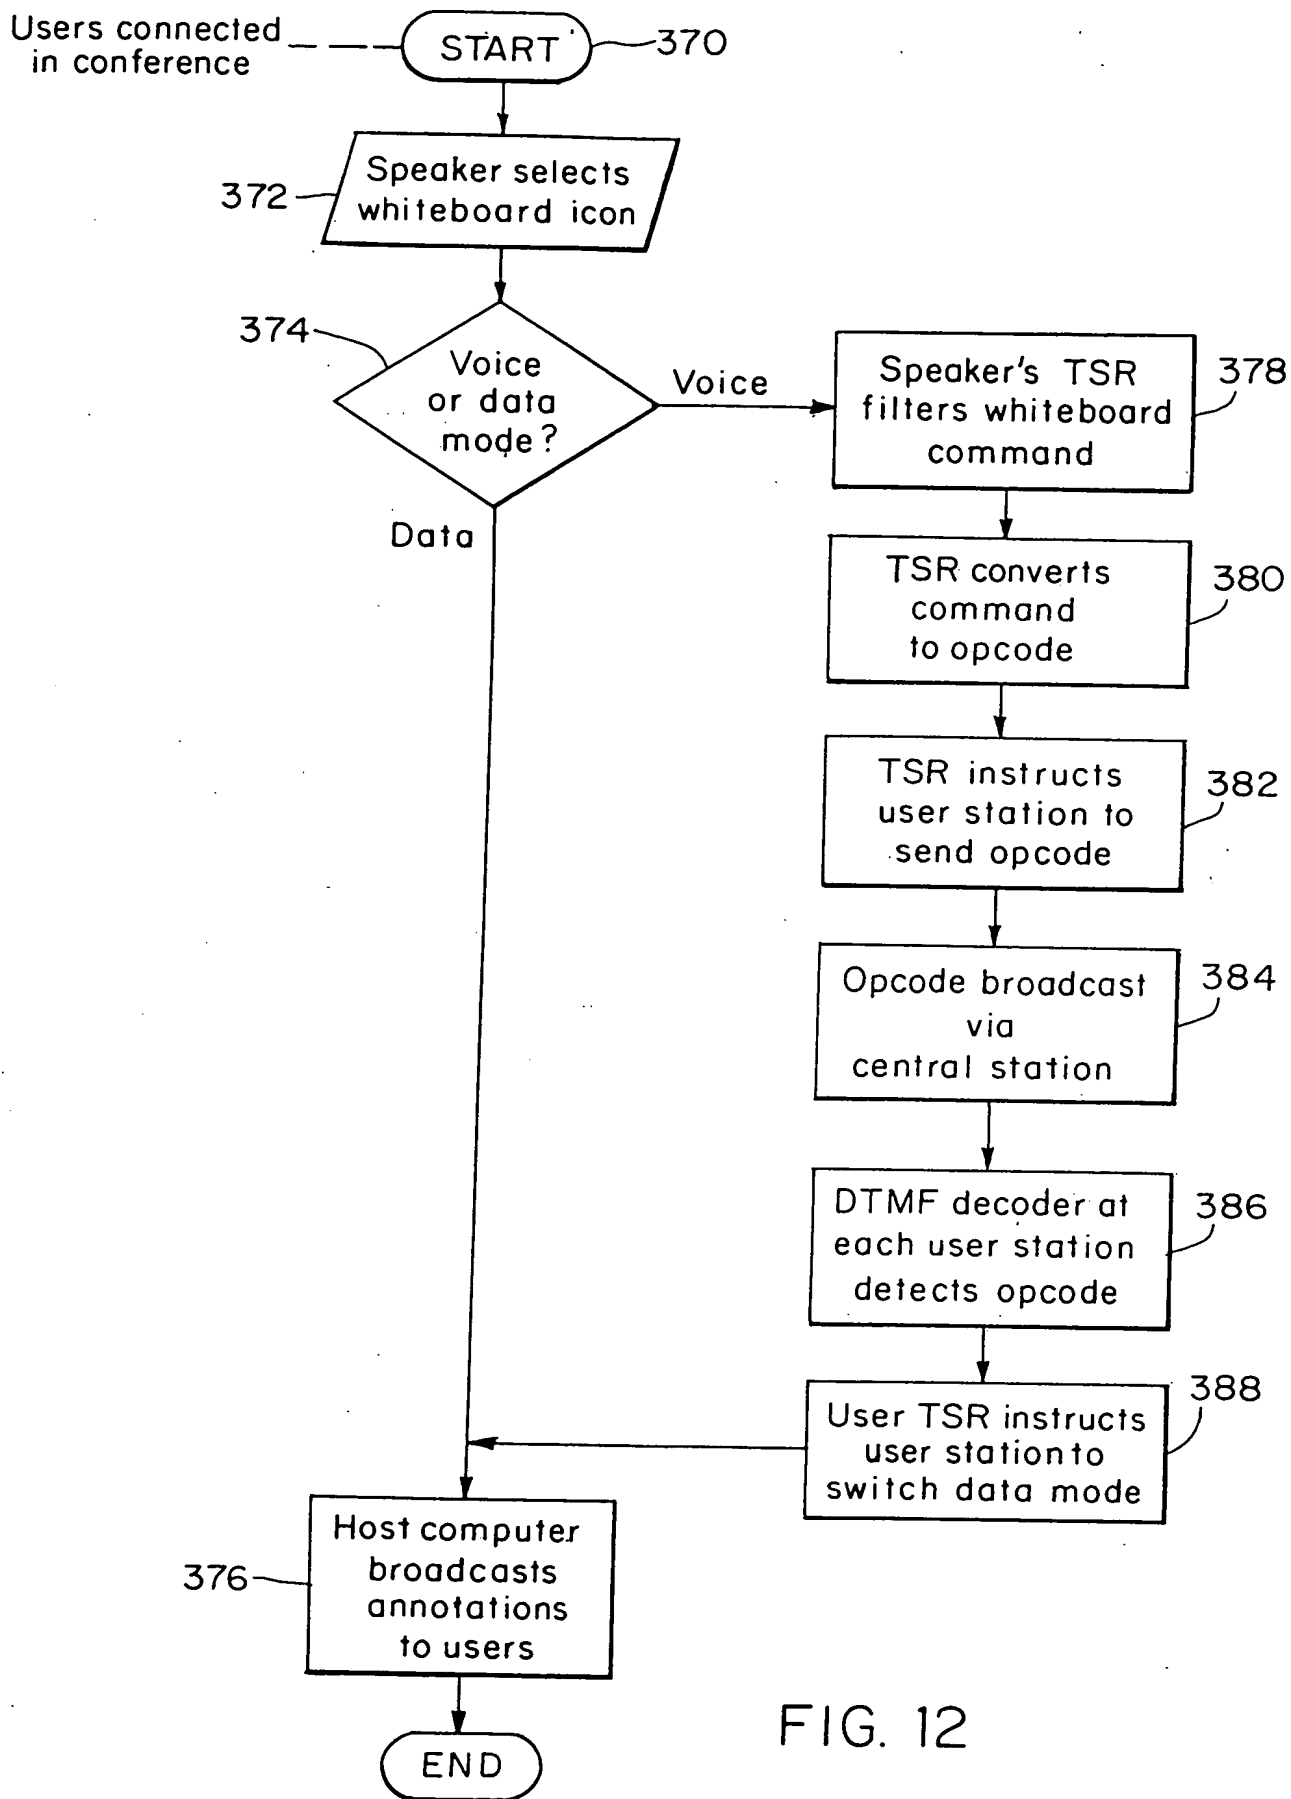 Users connected
in conference
START
370
372
Speaker selects
whiteboard icon
374
Voice
or data
mode?
Voice
Data
Speaker's TSR
filters whiteboard
command
378
TSR converts
command
to opcode
380
TSR instructs
user station to
send opcode
382
Opcode broadcast
via
central station
384
DTMF decoder at
each user station
detects opcode
386
User TSR instructs
user station to
switch data mode
388
376
Host computer
broadcasts
annotations
to users
END
FIG. 12